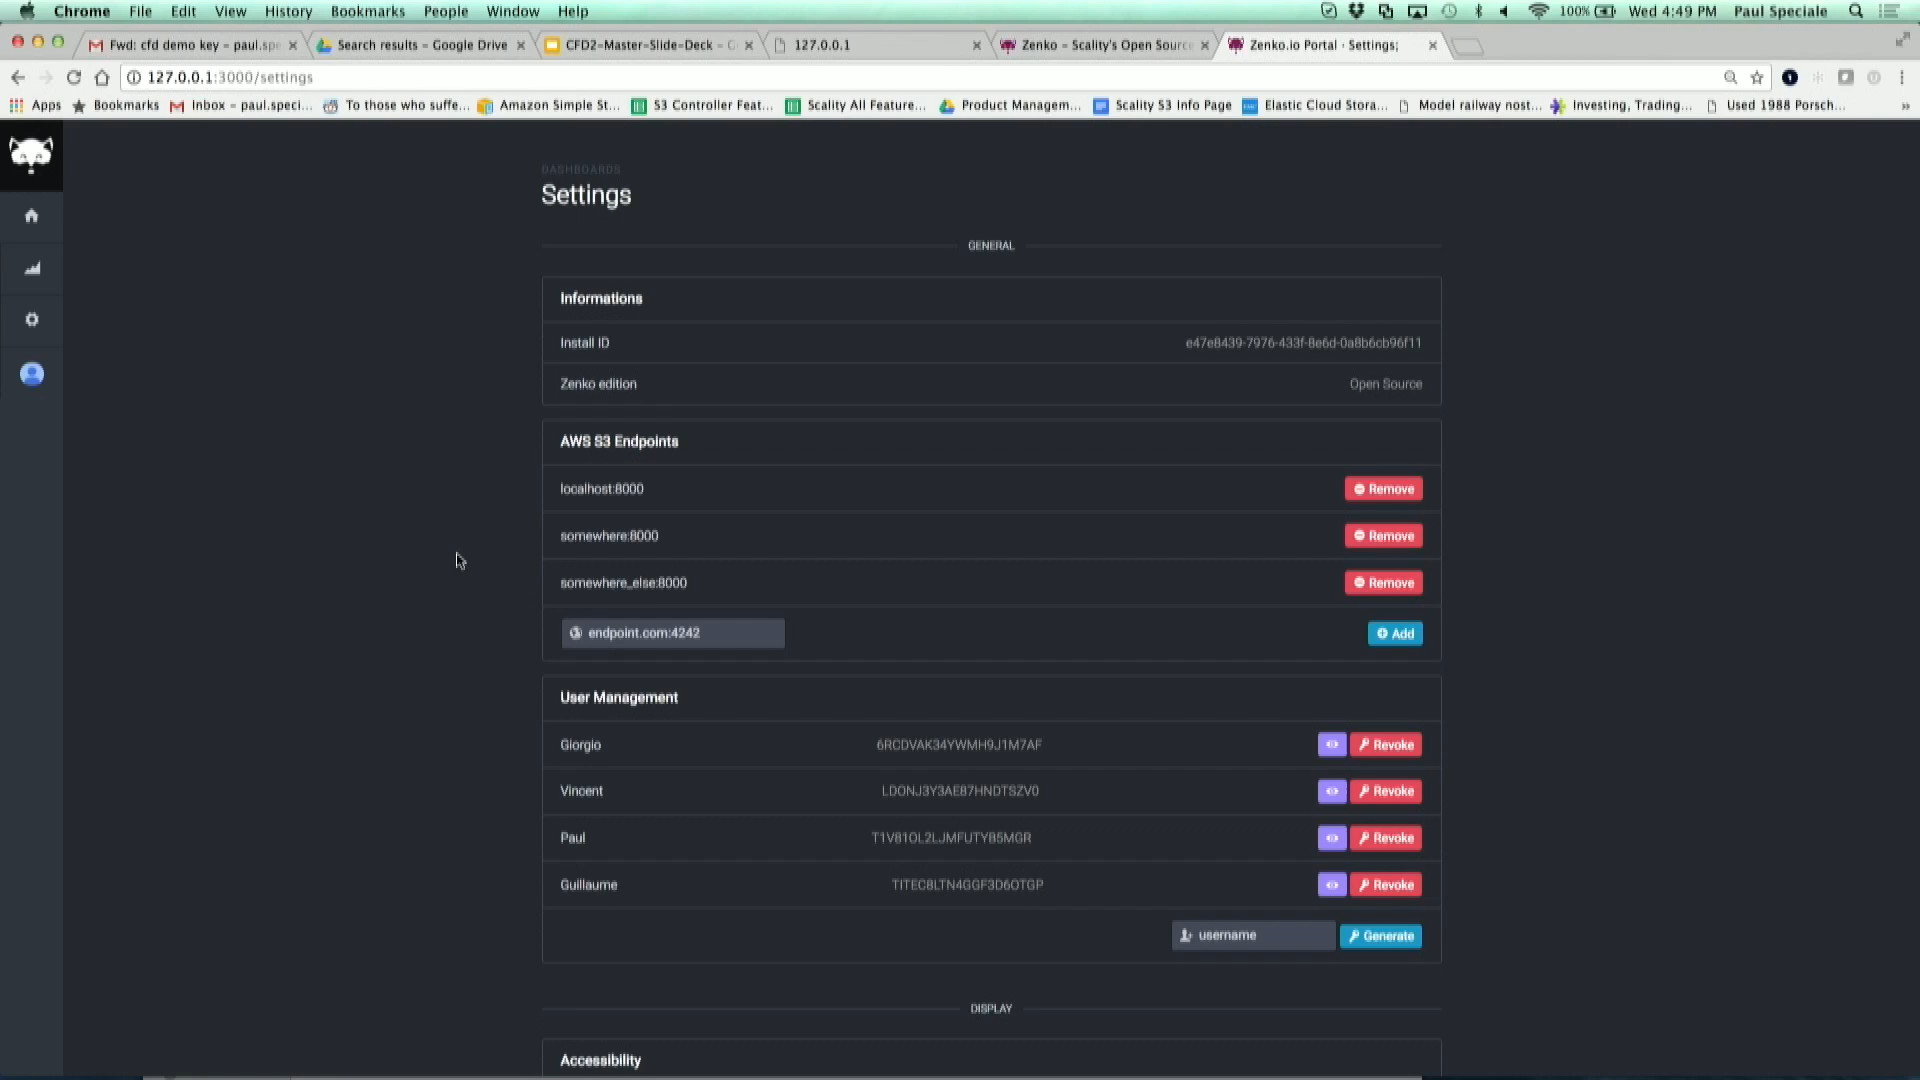 Chrome File Edit View History Bookmarks People Window Help 100% Wed 4:49 PM Paul Speciale
Fwd: cfd demo key - paul.spe Search results - Google Drive CFD2-Master-Slide-Deck - G 127.0.0.1 Zenko - Scality's Open Source Zenko.io Portal · Settings;
127.0.0.1:3000/settings
Apps Bookmarks Inbox - paul.speci... To those who suffe... Amazon Simple St... S3 Controller Feat... Scality All Feature... Product Managem... Scality S3 Info Page Elastic Cloud Stora... Model railway nost... Investing, Trading... Used 1988 Porsch... »
DASHBOARDS
Settings
GENERAL
Informations
Install ID e47e8439-7976-433f-8e6d-0a8b6cb96f11
Zenko edition Open Source
AWS S3 Endpoints
localhost:8000 Remove
somewhere:8000 Remove
somewhere_else:8000 Remove
endpoint.com:4242 Add
User Management
Giorgio 6RCDVAK34YWMH9J1M7AF Revoke
Vincent LDONJ3Y3AE87HNDTSZV0 Revoke
Paul T1V81OL2LJMFUTYB5MGR Revoke
Guillaume TITEC8LTN4GGF3D6OTGP Revoke
username Generate
DISPLAY
Accessibility